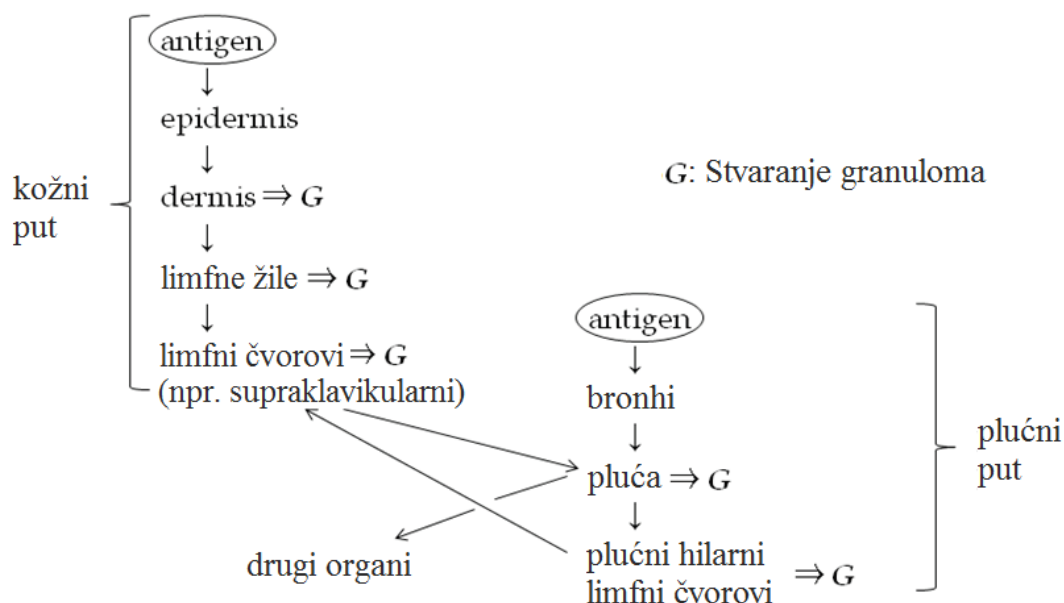 antigen
↓
epidermis
↓
kožni
put
dermis ⇒ G
↓
limfne žile ⇒ G
↓
limfni čvorovi ⇒ G
(npr. supraklavikularni)
G: Stvaranje granuloma
antigen
↓
bronhi
↓
pluća ⇒ G
↓
plućni hilarni
limfni čvorovi ⇒ G
plućni
put
drugi organi